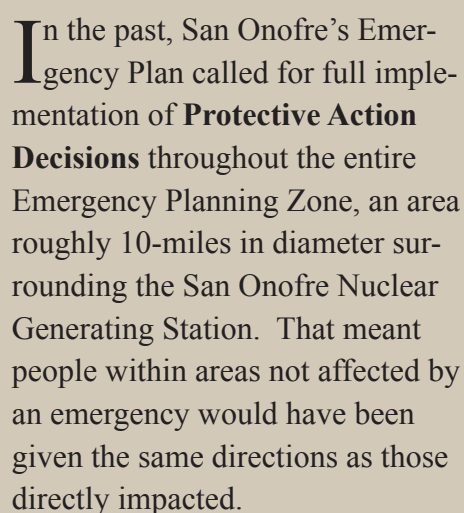 In the past, San Onofre’s Emer-
gency Plan called for full imple-
mentation of Protective Action
Decisions throughout the entire
Emergency Planning Zone, an area
roughly 10-miles in diameter sur-
rounding the San Onofre Nuclear
Generating Station.  That meant
people within areas not affected by
an emergency would have been
given the same directions as those
directly impacted.